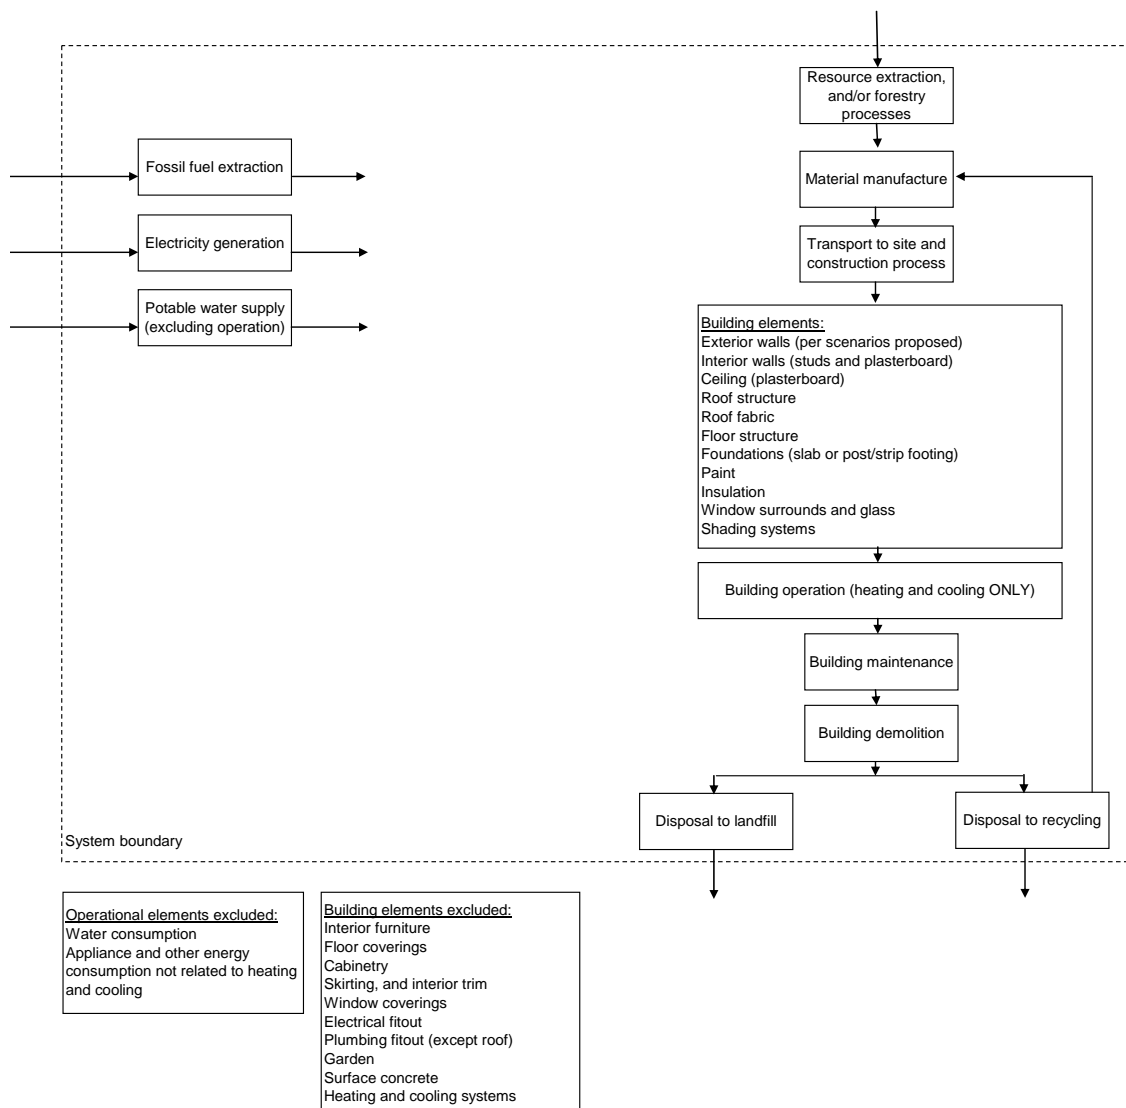 Resource extraction,
and/or forestry
processes
Fossil fuel extraction
Material manufacture
Electricity generation
Transport to site and
construction process
Potable water supply
(excluding operation)
Building elements:
Exterior walls (per scenarios proposed)
Interior walls (studs and plasterboard)
Ceiling (plasterboard)
Roof structure
Roof fabric
Floor structure
Foundations (slab or post/strip footing)
Paint
Insulation
Window surrounds and glass
Shading systems
Building operation (heating and cooling ONLY)
Building maintenance
Building demolition
Disposal to landfill
Disposal to recycling
System boundary
Operational elements excluded:
Water consumption
Appliance and other energy
consumption not related to heating
and cooling
Building elements excluded:
Interior furniture
Floor coverings
Cabinetry
Skirting, and interior trim
Window coverings
Electrical fitout
Plumbing fitout (except roof)
Garden
Surface concrete
Heating and cooling systems